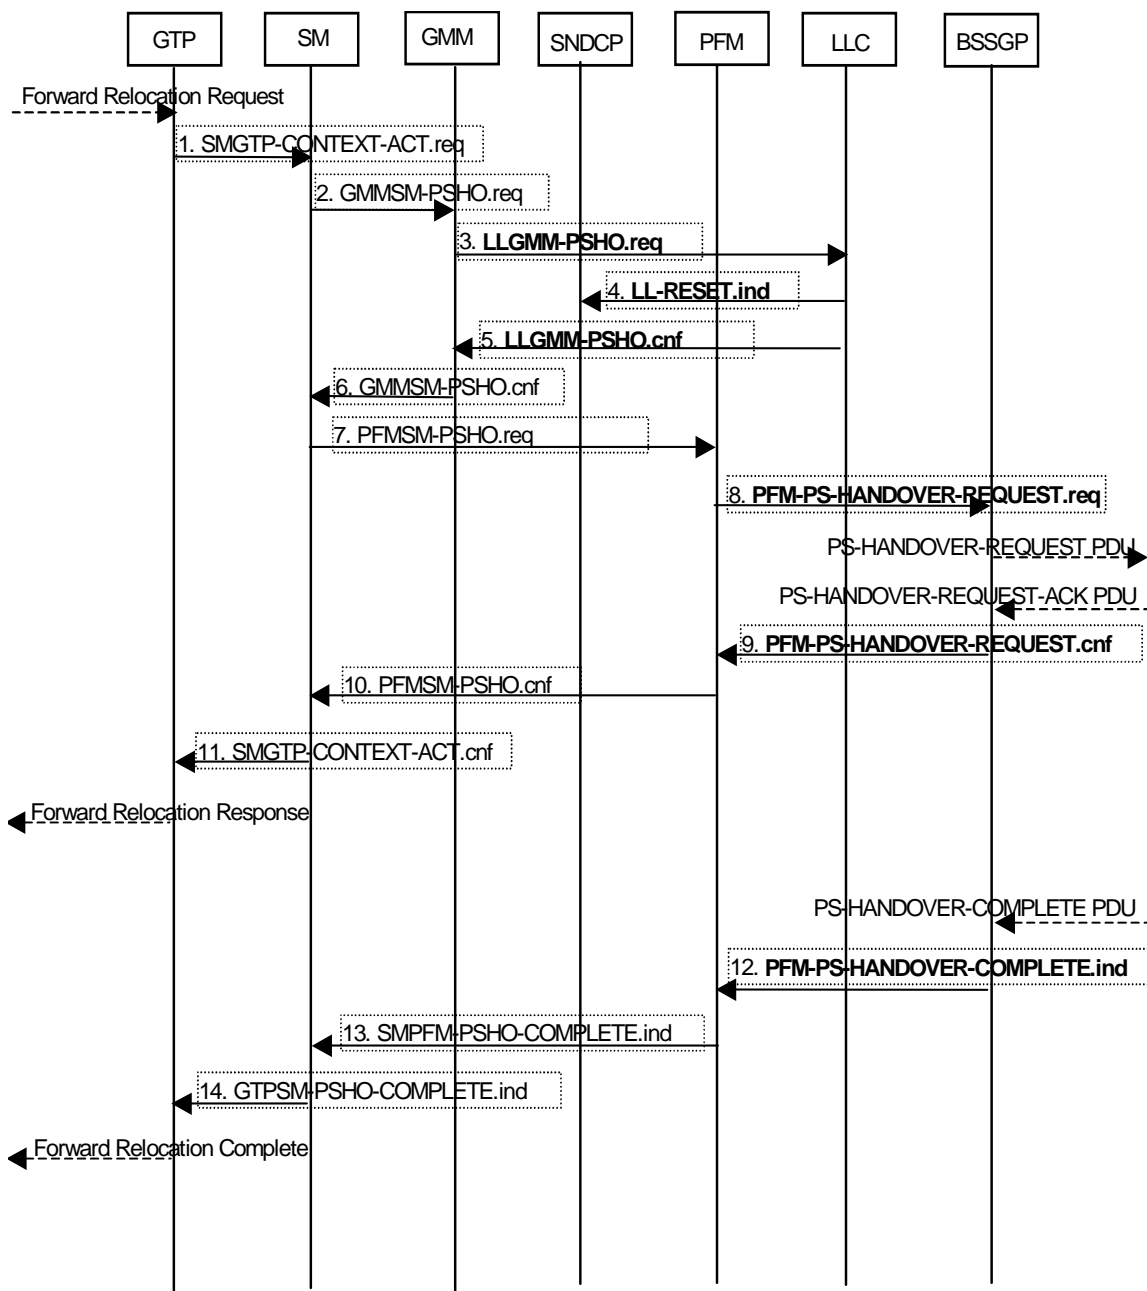 GTP SM GMM SNDCP PFM LLC BSSGP
Forward Relocation Request
1. SMGTP-CONTEXT-ACT.req
2. GMMSM-PSHO.req
3. LLGMM-PSHO.req
4. LL-RESET.ind
5. LLGMM-PSHO.cnf
6. GMMSM-PSHO.cnf
7. PFMSM-PSHO.req
8. PFM-PS-HANDOVER-REQUEST.req
PS-HANDOVER-REQUEST PDU
PS-HANDOVER-REQUEST-ACK PDU
9. PFM-PS-HANDOVER-REQUEST.cnf
10. PFMSM-PSHO.cnf
11. SMGTP-CONTEXT-ACT.cnf
Forward Relocation Response
PS-HANDOVER-COMPLETE PDU
12. PFM-PS-HANDOVER-COMPLETE.ind
13. SMPFM-PSHO-COMPLETE.ind
14. GTPSM-PSHO-COMPLETE.ind
Forward Relocation Complete